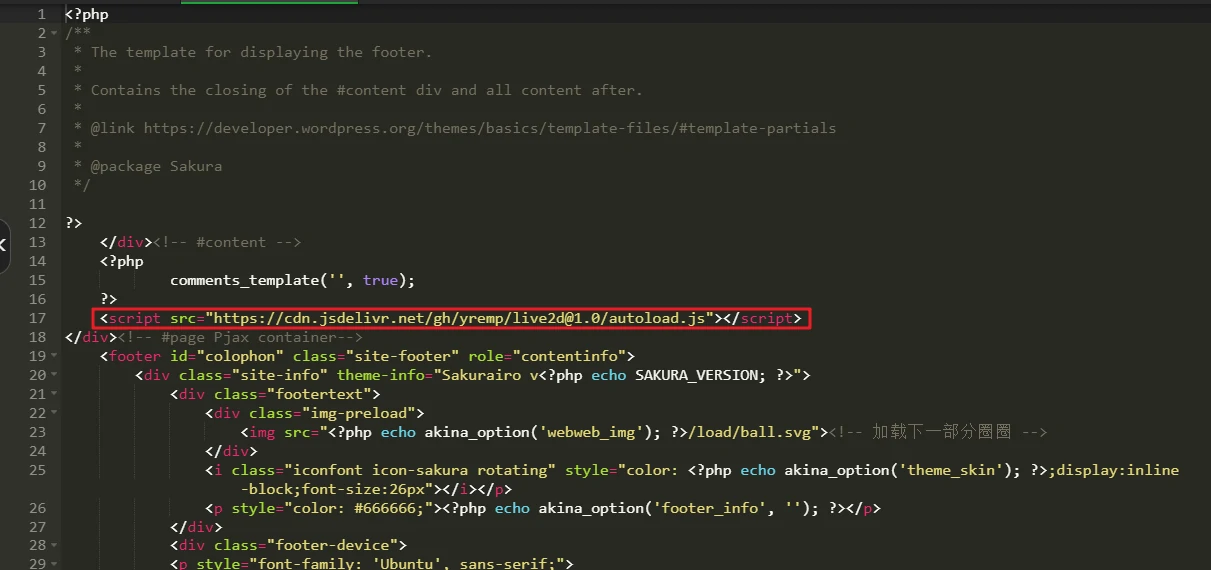 1 <?php
2 /**
3 * The template for displaying the footer.
4 *
5 * Contains the closing of the #content div and all content after.
6 *
7 * @link https://developer.wordpress.org/themes/basics/template-files/#template-partials
8 *
9 * @package Sakura
10 */
11
12 ?>
13 </div><!-- #content -->
14 <?php
15 comments_template('', true);
16 ?>
17 <script src="https://cdn.jsdelivr.net/gh/yremp/live2d@1.0/autoload.js"></script>
18 </div><!-- #page Pjax container-->
19 <footer id="colophon" class="site-footer" role="contentinfo">
20 <div class="site-info" theme-info="Sakurairo v<?php echo SAKURA_VERSION; ?>">
21 <div class="footertext">
22 <div class="img-preload">
23 <img src="<?php echo akina_option('webweb_img'); ?>/load/ball.svg"><!-- 加载下一部分圈圈 -->
24 </div>
25 <i class="iconfont icon-sakura rotating" style="color: <?php echo akina_option('theme_skin'); ?>;display:inline
-block;font-size:26px"></i></p>
26 <p style="color: #666666;"><?php echo akina_option('footer_info', ''); ?></p>
27 </div>
28 <div class="footer-device">
29 <p style="font-family: 'Ubuntu', sans-serif;">